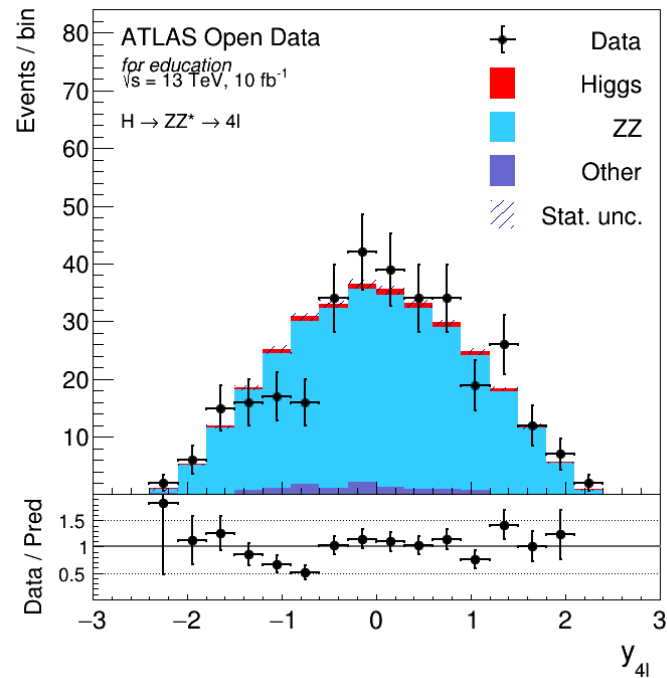 Events / bin
80
70
60
50
40
30
20
10
ATLAS Open Data
for education
√s = 13 TeV, 10 fb⁻¹
H → ZZ* → 4l
Data
Higgs
ZZ
Other
Stat. unc.
Data / Pred
1.5
1
0.5
−3 −2 −1 0 1 2 3
y₄ₗ